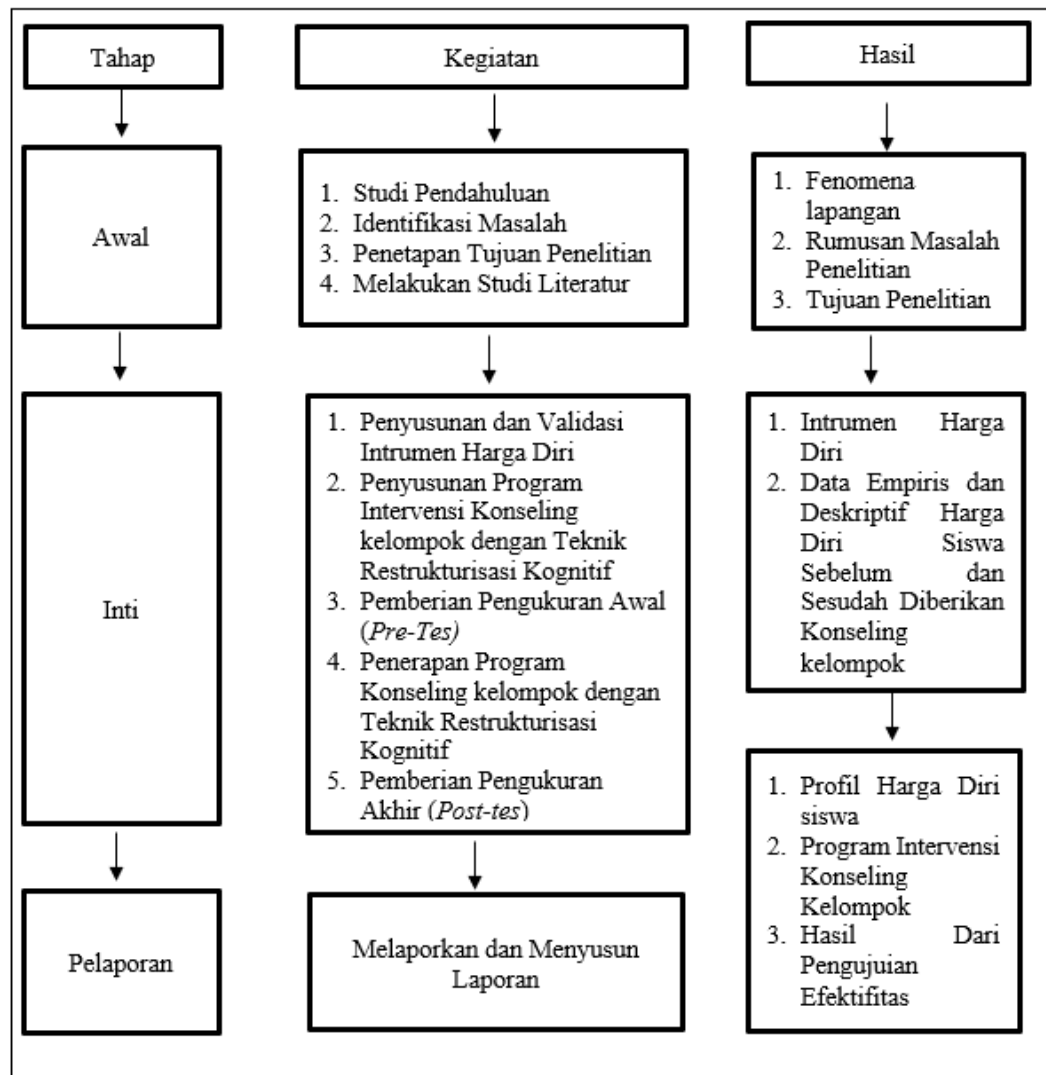 Tahap
Kegiatan
Hasil
Awal
1. Studi Pendahuluan
2. Identifikasi Masalah
3. Penetapan Tujuan Penelitian
4. Melakukan Studi Literatur
1. Fenomena
lapangan
2. Rumusan Masalah
Penelitian
3. Tujuan Penelitian
Inti
1. Penyusunan dan Validasi
Intrumen Harga Diri
2. Penyusunan Program
Intervensi Konseling
kelompok dengan Teknik
Restrukturisasi Kognitif
3. Pemberian Pengukuran Awal
(Pre-Tes)
4. Penerapan Program
Konseling kelompok dengan
Teknik Restrukturisasi
Kognitif
5. Pemberian Pengukuran
Akhir (Post-tes)
1. Intrumen Harga
Diri
2. Data Empiris dan
Deskriptif Harga
Diri Siswa
Sebelum dan
Sesudah Diberikan
Konseling
kelompok
Pelaporan
Melaporkan dan Menyusun
Laporan
1. Profil Harga Diri
siswa
2. Program Intervensi
Konseling
Kelompok
3. Hasil Dari
Pengujuian
Efektifitas